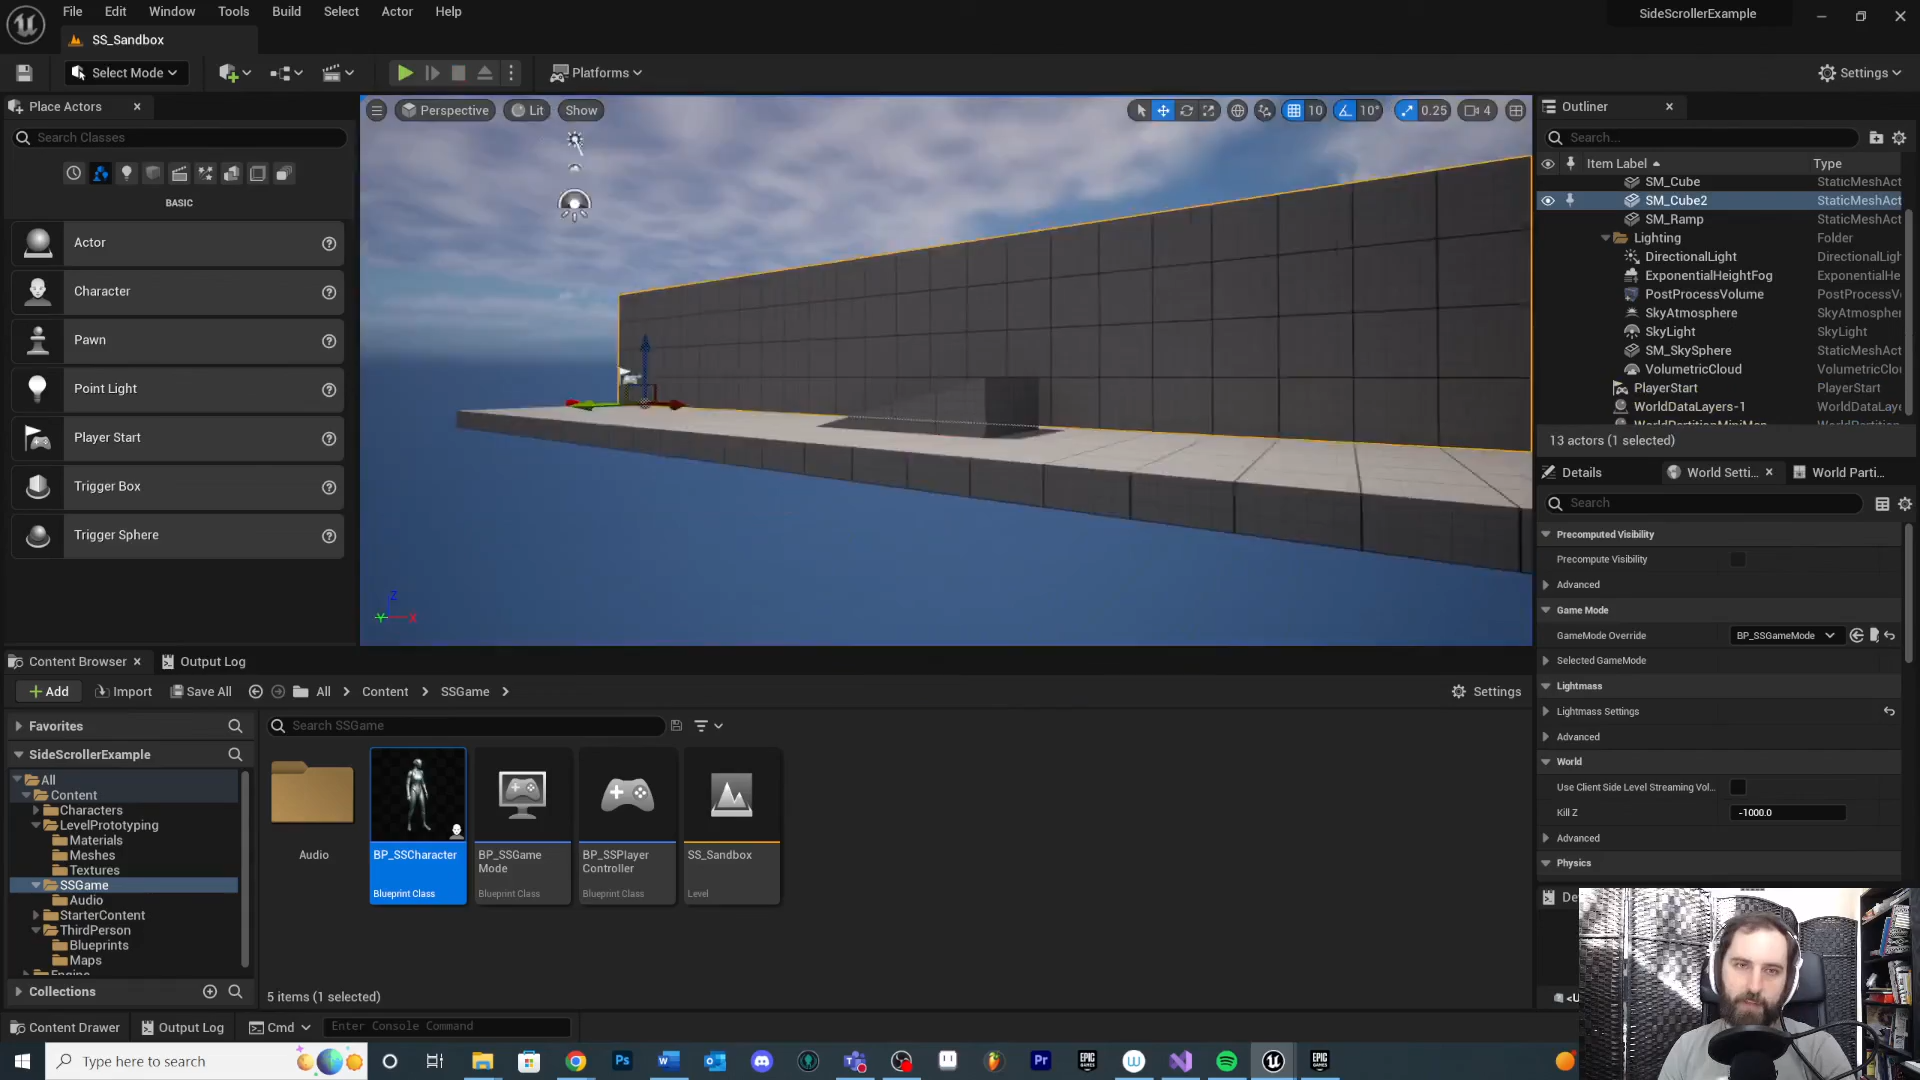 File Edit Window Tools Build Select Actor Help
SideScrollerExample
SS_Sandbox
Select Mode
Platforms
Settings
Place Actors
Search Classes
BASIC
Actor
Character
Pawn
Point Light
Player Start
Trigger Box
Trigger Sphere
Perspective Lit Show
10 10° 0.25 4
Z
Y X
Outliner
Search...
Item Label Type
SM_Cube StaticMeshAct
SM_Cube2 StaticMeshAct
SM_Ramp StaticMeshAct
Lighting Folder
DirectionalLight DirectionalLigh
ExponentialHeightFog ExponentialHe
PostProcessVolume PostProcessV
SkyAtmosphere SkyAtmospher
SkyLight SkyLight
SM_SkySphere StaticMeshAct
VolumetricCloud VolumetricClou
PlayerStart PlayerStart
WorldDataLayers-1 WorldDataLaye
13 actors (1 selected)
Details World Setti... World Parti...
Search
Precomputed Visibility
Precompute Visibility
Advanced
Game Mode
GameMode Override BP_SSGameMode
Selected GameMode
Lightmass
Lightmass Settings
Advanced
World
Use Client Side Level Streaming Vol...
Kill Z -1000.0
Advanced
Physics
Content Browser Output Log
Add Import Save All All Content SSGame Settings
Favorites
Search SSGame
SideScrollerExample
All
Content
Characters
LevelPrototyping
Materials
Meshes
Textures
SSGame
Audio
StarterContent
ThirdPerson
Blueprints
Maps
Engine
Collections
Audio
BP_SSCharacter
Blueprint Class
BP_SSGame
Mode
Blueprint Class
BP_SSPlayer
Controller
Blueprint Class
SS_Sandbox
Level
5 items (1 selected)
Content Drawer Output Log Cmd Enter Console Command
Type here to search